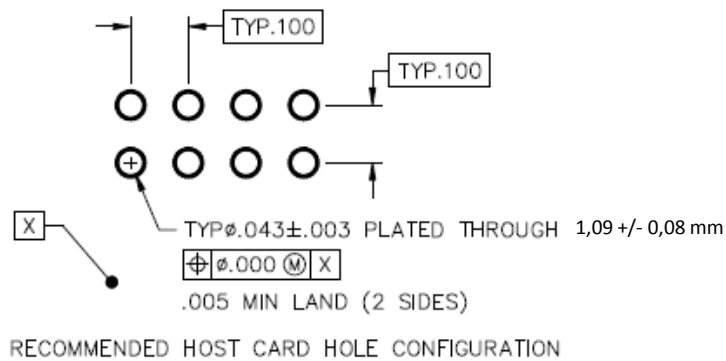 TYP.100
TYP.100
X
TYPø.043±.003 PLATED THROUGH 1,09 +/- 0,08 mm
⌖ ø.000 Ⓜ X
.005 MIN LAND (2 SIDES)
RECOMMENDED HOST CARD HOLE CONFIGURATION